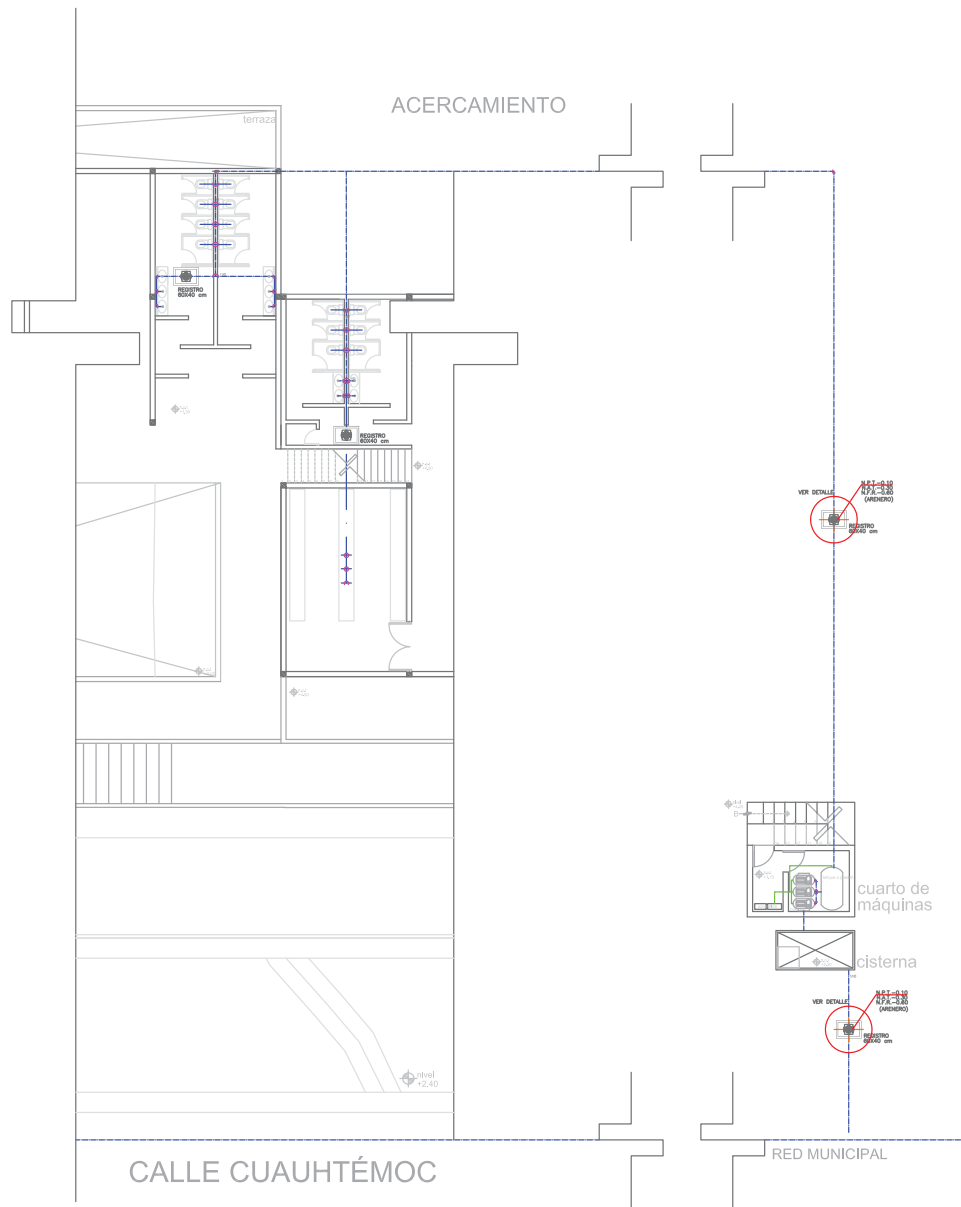 ACERCAMIENTO
terraza
REGISTRO
60X40 cm
REGISTRO
60X40 cm
VER DETALLE
N.P.T.-0.10
N.A.T.-0.30
N.F.R.-0.60
(ARENERO)
REGISTRO
60X40 cm
cuarto de
máquinas
cisterna
VER DETALLE
N.P.T.-0.10
N.A.T.-0.30
N.F.R.-0.60
(ARENERO)
REGISTRO
60X40 cm
nivel
+2,40
CALLE CUAUHTÉMOC
RED MUNICIPAL